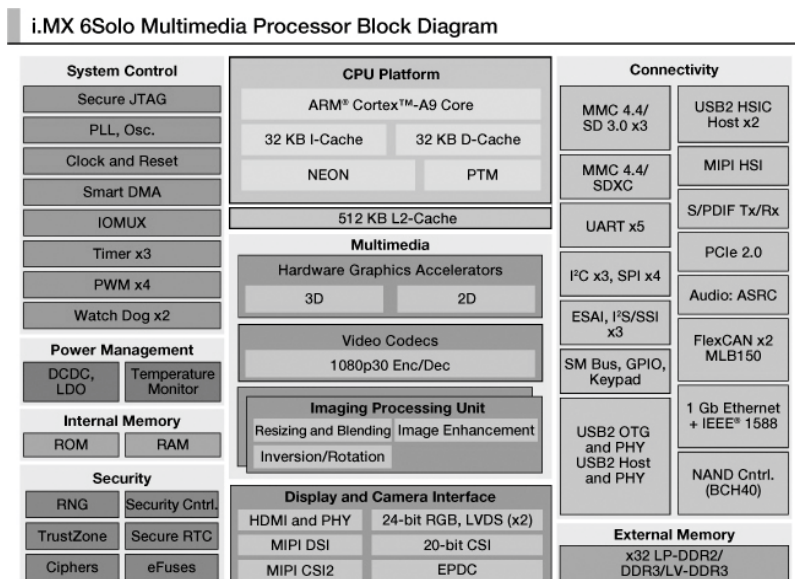 i.MX 6Solo Multimedia Processor Block Diagram
System Control
Secure JTAG
PLL, Osc.
Clock and Reset
Smart DMA
IOMUX
Timer x3
PWM x4
Watch Dog x2
Power Management
DCDC,
LDO
Temperature
Monitor
Internal Memory
ROM
RAM
Security
RNG
Security Cntrl.
TrustZone
Secure RTC
Ciphers
eFuses
CPU Platform
ARM® Cortex™-A9 Core
32 KB I-Cache
32 KB D-Cache
NEON
PTM
512 KB L2-Cache
Multimedia
Hardware Graphics Accelerators
3D
2D
Video Codecs
1080p30 Enc/Dec
Imaging Processing Unit
Resizing and Blending
Image Enhancement
Inversion/Rotation
Display and Camera Interface
HDMI and PHY
24-bit RGB, LVDS (x2)
MIPI DSI
20-bit CSI
MIPI CSI2
EPDC
Connectivity
MMC 4.4/
SD 3.0 x3
MMC 4.4/
SDXC
UART x5
I²C x3, SPI x4
ESAI, I²S/SSI
x3
SM Bus, GPIO,
Keypad
USB2 OTG
and PHY
USB2 Host
and PHY
USB2 HSIC
Host x2
MIPI HSI
S/PDIF Tx/Rx
PCIe 2.0
Audio: ASRC
FlexCAN x2
MLB150
1 Gb Ethernet
+ IEEE® 1588
NAND Cntrl.
(BCH40)
External Memory
x32 LP-DDR2/
DDR3/LV-DDR3